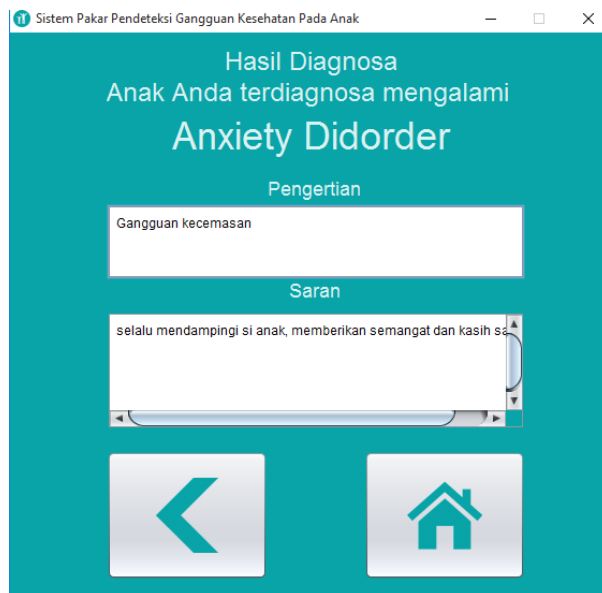 Sistem Pakar Pendeteksi Gangguan Kesehatan Pada Anak
Hasil Diagnosa
Anak Anda terdiagnosa mengalami
Anxiety Didorder
Pengertian
Gangguan kecemasan
Saran
selalu mendampingi si anak, memberikan semangat dan kasih